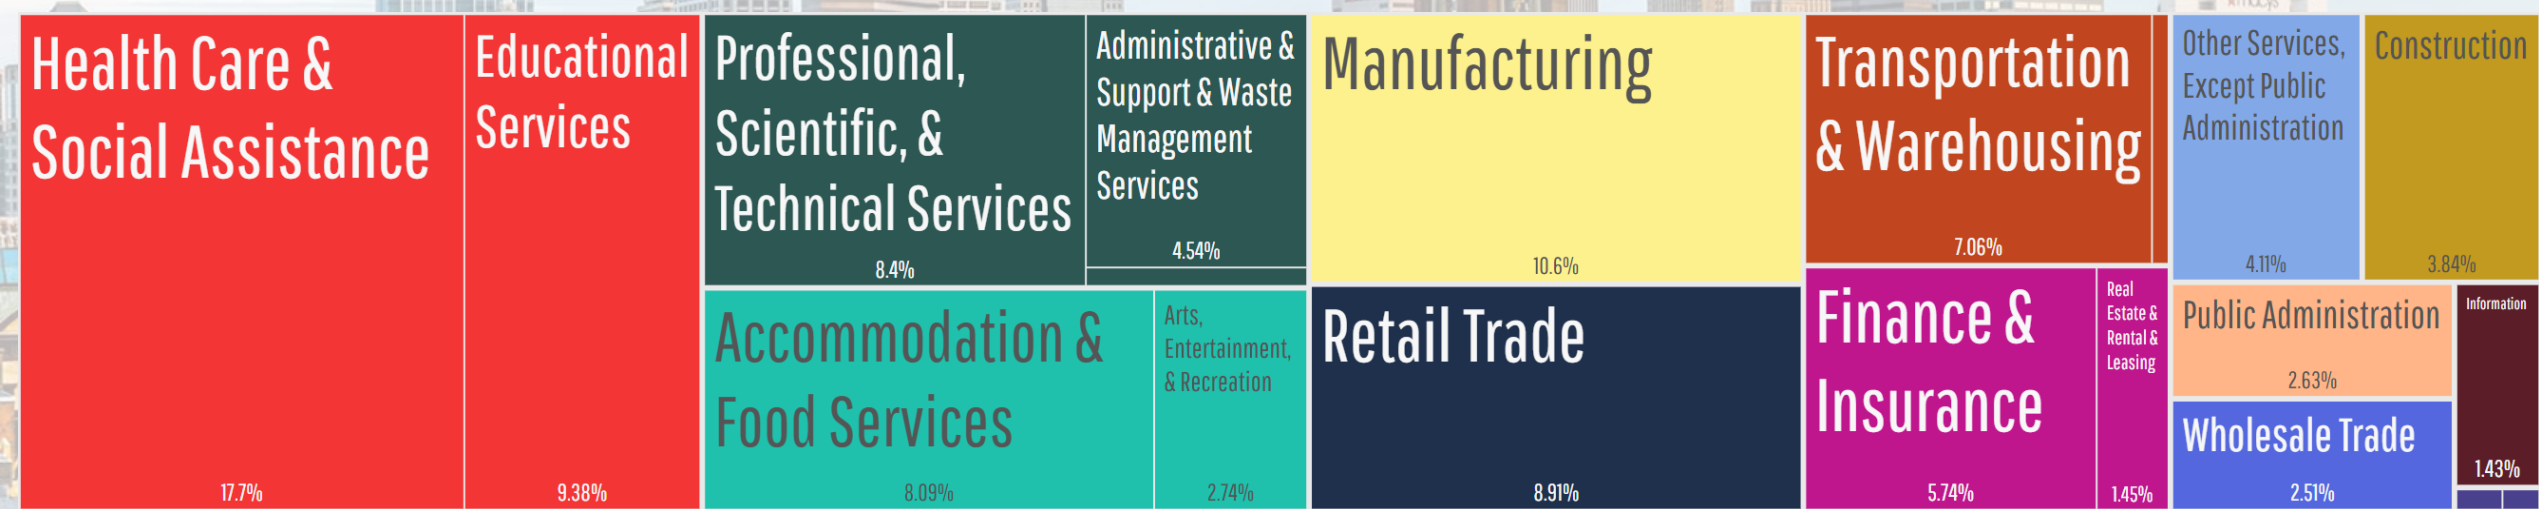 Health Care &
Social Assistance
17.7%
Educational
Services
9.38%
Professional,
Scientific, &
Technical Services
8.4%
Administrative &
Support & Waste
Management
Services
4.54%
Accommodation &
Food Services
8.09%
Arts,
Entertainment,
& Recreation
2.74%
Manufacturing
10.6%
Retail Trade
8.91%
Transportation
& Warehousing
7.06%
Finance &
Insurance
5.74%
Real
Estate &
Rental &
Leasing
1.45%
Other Services,
Except Public
Administration
4.11%
Construction
3.84%
Public Administration
2.63%
Wholesale Trade
2.51%
Information
1.43%